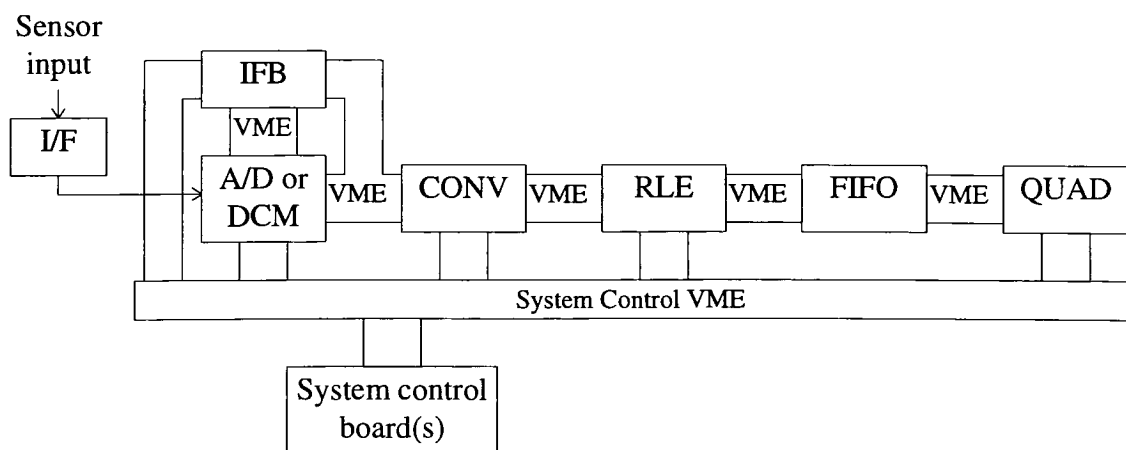 Sensor
input
I/F
IFB
VME
A/D or
DCM
VME
CONV
VME
RLE
VME
FIFO
VME
QUAD
System Control VME
System control
board(s)